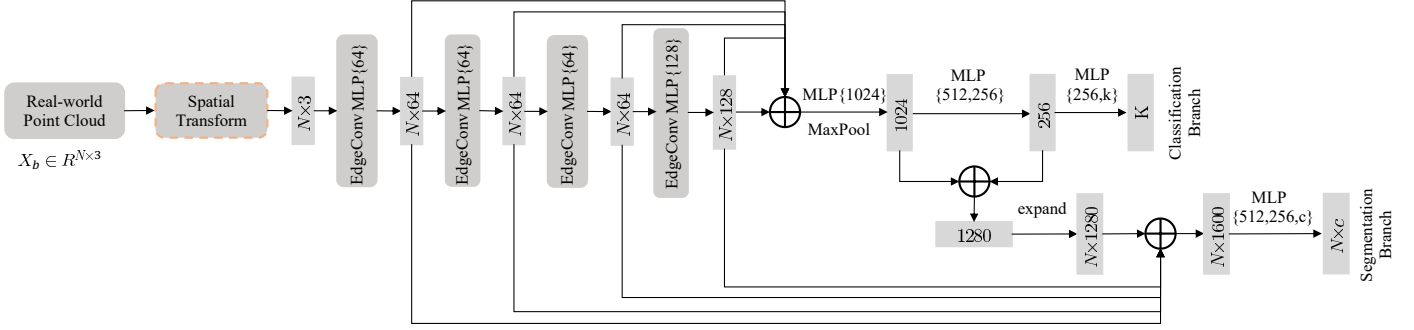 Real-world
Point Cloud
X_b ∈ R^{N×3}
Spatial
Transform
N×3
EdgeConv MLP{64}
N×64
EdgeConv MLP{64}
N×64
EdgeConv MLP{64}
N×64
EdgeConv MLP{128}
N×128
MLP{1024}
MaxPool
1024
MLP
{512,256}
256
MLP
{256,k}
K
Classification
Branch
1280
expand
N×1280
N×1600
MLP
{512,256,c}
N×c
Segmentation
Branch